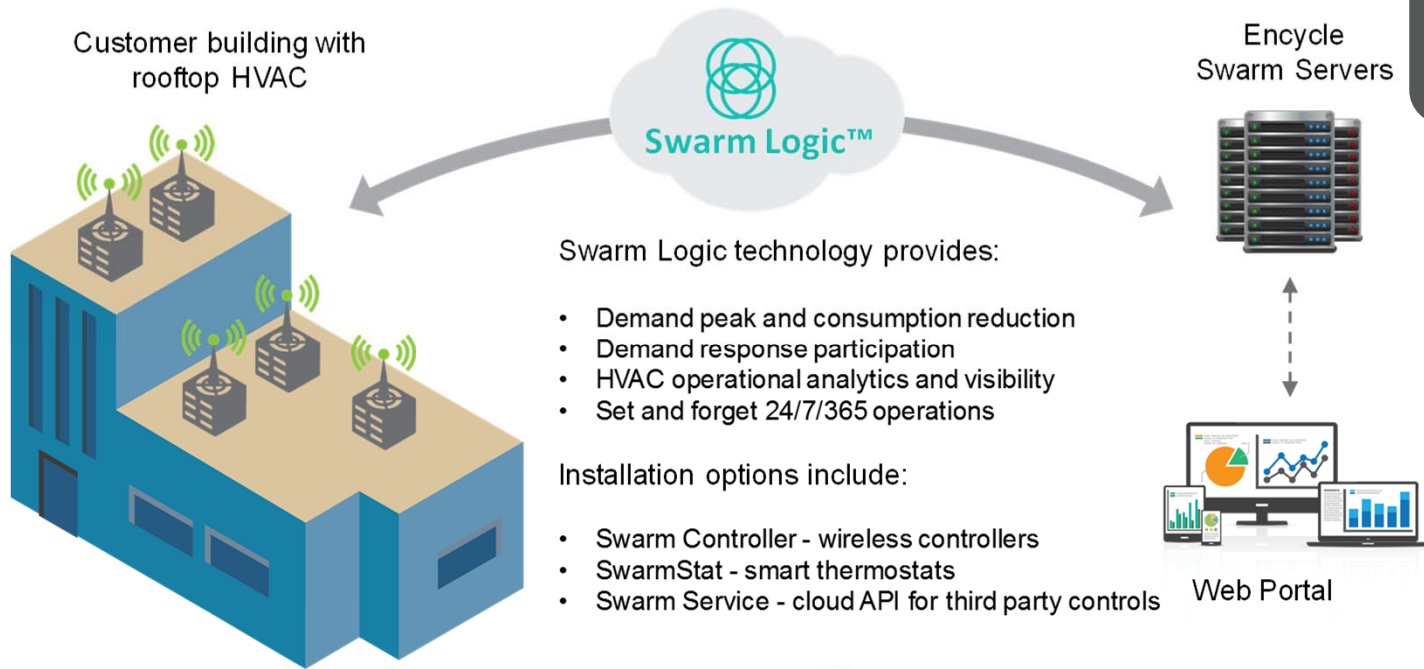 Customer building with
rooftop HVAC
Swarm Logic™
Encycle
Swarm Servers
Swarm Logic technology provides:
• Demand peak and consumption reduction
• Demand response participation
• HVAC operational analytics and visibility
• Set and forget 24/7/365 operations
Installation options include:
• Swarm Controller - wireless controllers
• SwarmStat - smart thermostats
• Swarm Service - cloud API for third party controls
Web Portal